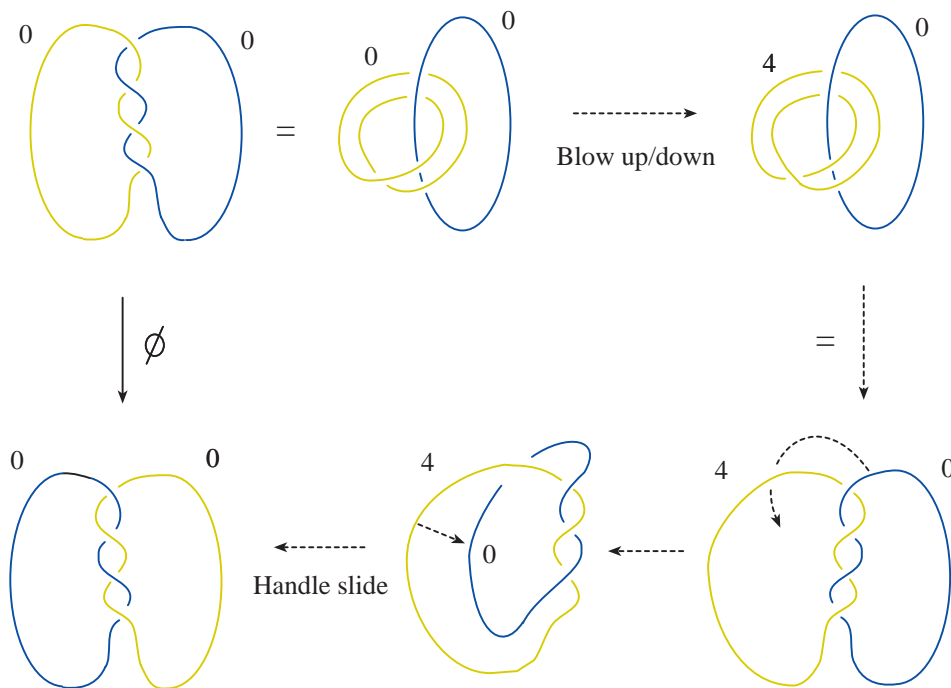 0 0 0 0 4 0
=
Blow up/down
ϕ
=
0 0 4 4 0
0
Handle slide